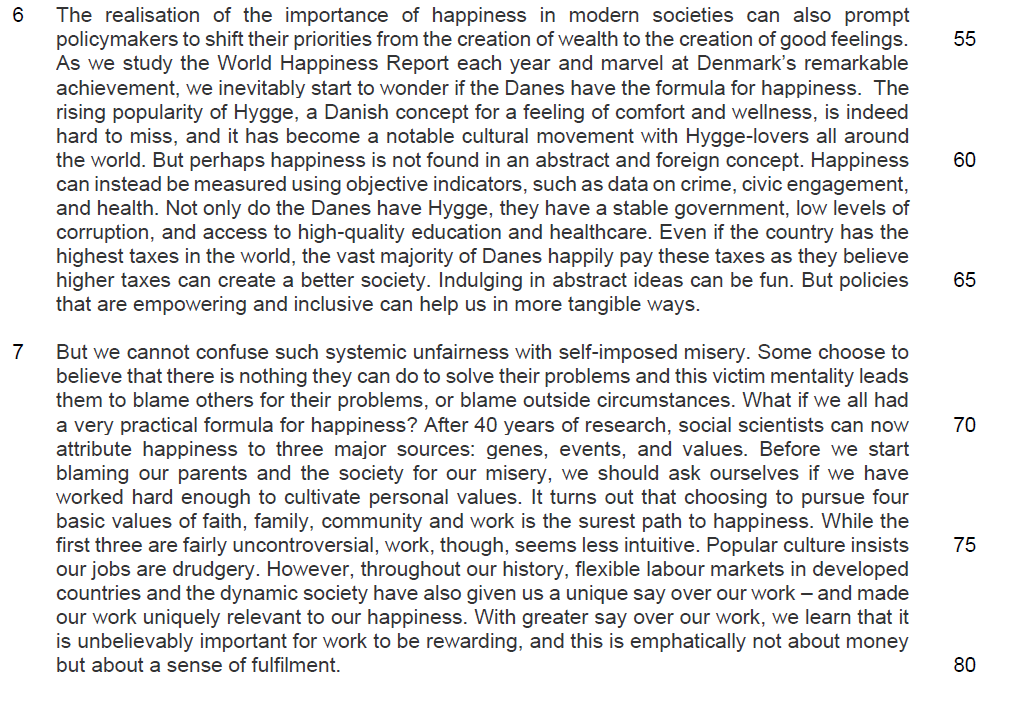 6 The realisation of the importance of happiness in modern societies can also prompt
policymakers to shift their priorities from the creation of wealth to the creation of good feelings. 55
As we study the World Happiness Report each year and marvel at Denmark's remarkable
achievement, we inevitably start to wonder if the Danes have the formula for happiness. The
rising popularity of Hygge, a Danish concept for a feeling of comfort and wellness, is indeed
hard to miss, and it has become a notable cultural movement with Hygge-lovers all around
the world. But perhaps happiness is not found in an abstract and foreign concept. Happiness 60
can instead be measured using objective indicators, such as data on crime, civic engagement,
and health. Not only do the Danes have Hygge, they have a stable government, low levels of
corruption, and access to high-quality education and healthcare. Even if the country has the
highest taxes in the world, the vast majority of Danes happily pay these taxes as they believe
higher taxes can create a better society. Indulging in abstract ideas can be fun. But policies 65
that are empowering and inclusive can help us in more tangible ways.
7 But we cannot confuse such systemic unfairness with self-imposed misery. Some choose to
believe that there is nothing they can do to solve their problems and this victim mentality leads
them to blame others for their problems, or blame outside circumstances. What if we all had
a very practical formula for happiness? After 40 years of research, social scientists can now 70
attribute happiness to three major sources: genes, events, and values. Before we start
blaming our parents and the society for our misery, we should ask ourselves if we have
worked hard enough to cultivate personal values. It turns out that choosing to pursue four
basic values of faith, family, community and work is the surest path to happiness. While the
first three are fairly uncontroversial, work, though, seems less intuitive. Popular culture insists 75
our jobs are drudgery. However, throughout our history, flexible labour markets in developed
countries and the dynamic society have also given us a unique say over our work – and made
our work uniquely relevant to our happiness. With greater say over our work, we learn that it
is unbelievably important for work to be rewarding, and this is emphatically not about money
but about a sense of fulfilment. 80